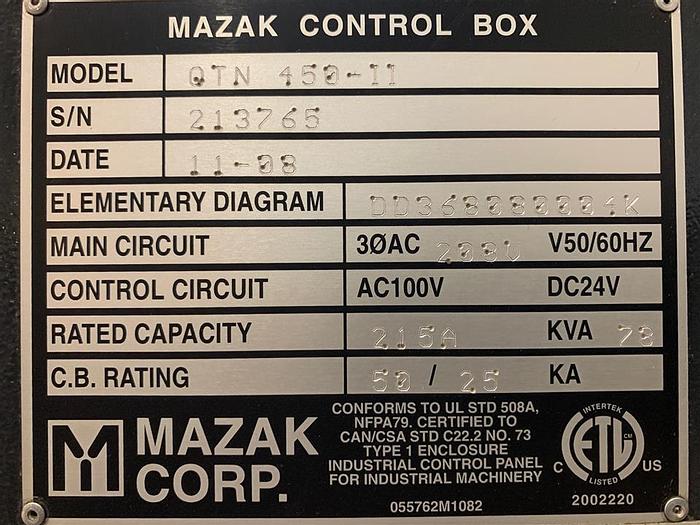 MAZAK CONTROL BOX
MODEL QTN 450-II
S/N 213765
DATE 11-08
ELEMENTARY DIAGRAM DD368080004K
MAIN CIRCUIT 3ØAC 208V V50/60HZ
CONTROL CIRCUIT AC100V DC24V
RATED CAPACITY 215A KVA 78
C.B. RATING 50 / 25 KA
MAZAK CORP.
CONFORMS TO UL STD 508A,
NFPA79. CERTIFIED TO
CAN/CSA STD C22.2 NO. 73
TYPE 1 ENCLOSURE
INDUSTRIAL CONTROL PANEL
FOR INDUSTRIAL MACHINERY
055762M1082
INTERTEK
C ETL CM US
LISTED
2002220